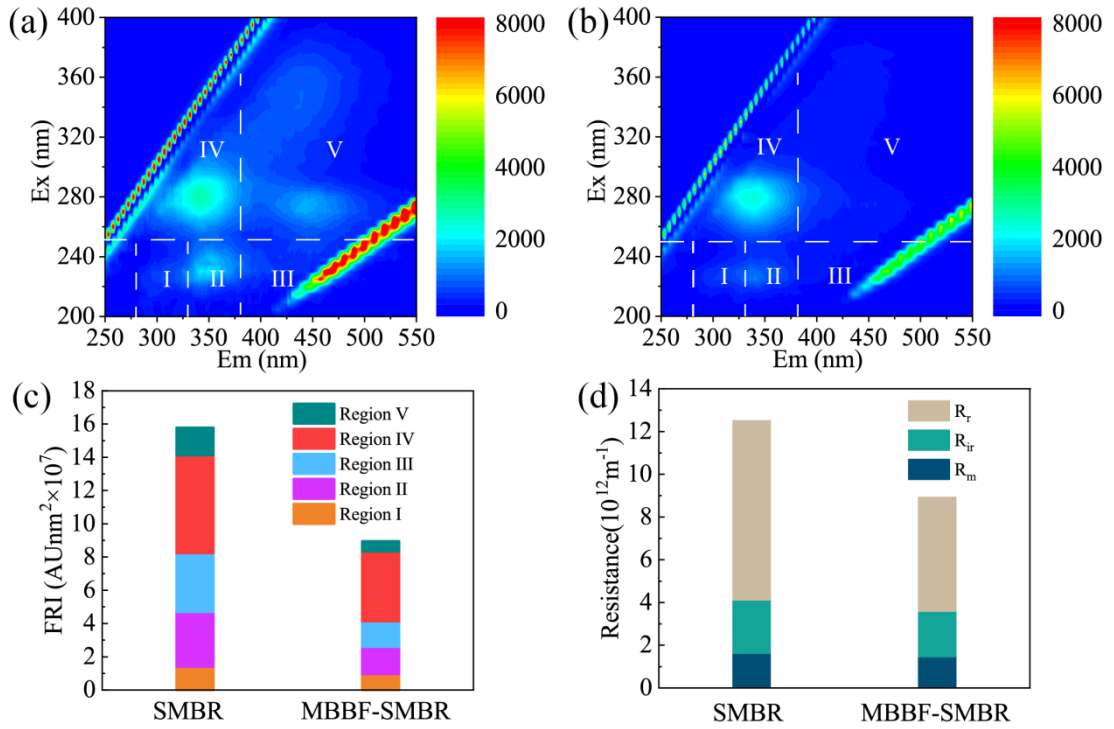 (a)
400
360
320
280
240
200
Ex (nm)
IV
V
I
II
III
250 300 350 400 450 500 550
Em (nm)
8000
6000
4000
2000
0
(b)
400
360
320
280
240
200
Ex (nm)
IV
V
I
II
III
250 300 350 400 450 500 550
Em (nm)
8000
6000
4000
2000
0
(c)
18
16
14
12
10
8
6
4
2
0
FRI (AUnm²×10⁷)
Region V
Region IV
Region III
Region II
Region I
SMBR MBBF-SMBR
(d)
14
12
10
8
6
4
2
0
Resistance(10¹²m⁻¹)
Rᵣ
Rᵢᵣ
Rₘ
SMBR MBBF-SMBR